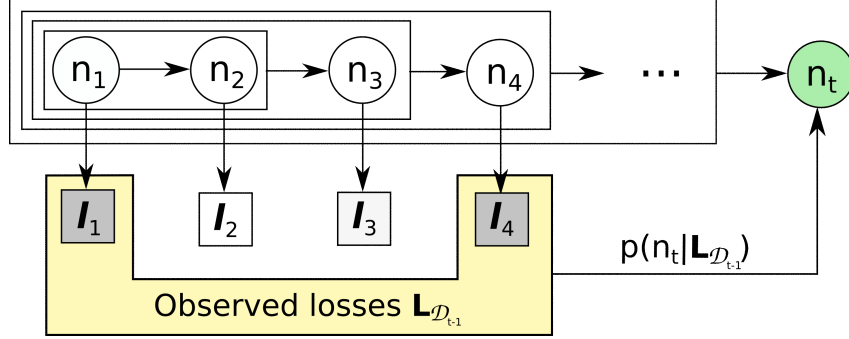 n₁ n₂ n₃ n₄ ... nₜ
l₁ l₂ l₃ l₄
p(nₜ|L𝒟ₜ₋₁)
Observed losses L𝒟ₜ₋₁